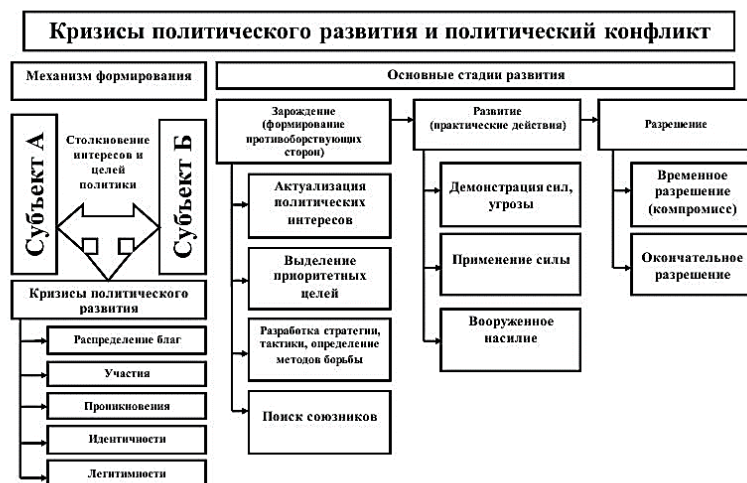 Кризисы политического развития и политический конфликт
Механизм формирования
Субъект А
Столкновение
интересов и
целей
политики
Субъект Б
Кризисы политического
развития
Распределение благ
Участия
Проникновения
Идентичности
Легитимности
Основные стадии развития
Зарождение
(формирование
противоборствующих
сторон)
Актуализация
политических
интересов
Выделение
приоритетных
целей
Разработка стратегии,
тактики, определение
методов борьбы
Поиск союзников
Развитие
(практические действия)
Демонстрация сил,
угрозы
Применение силы
Вооруженное
насилие
Разрешение
Временное
разрешение
(компромисс)
Окончательное
разрешение